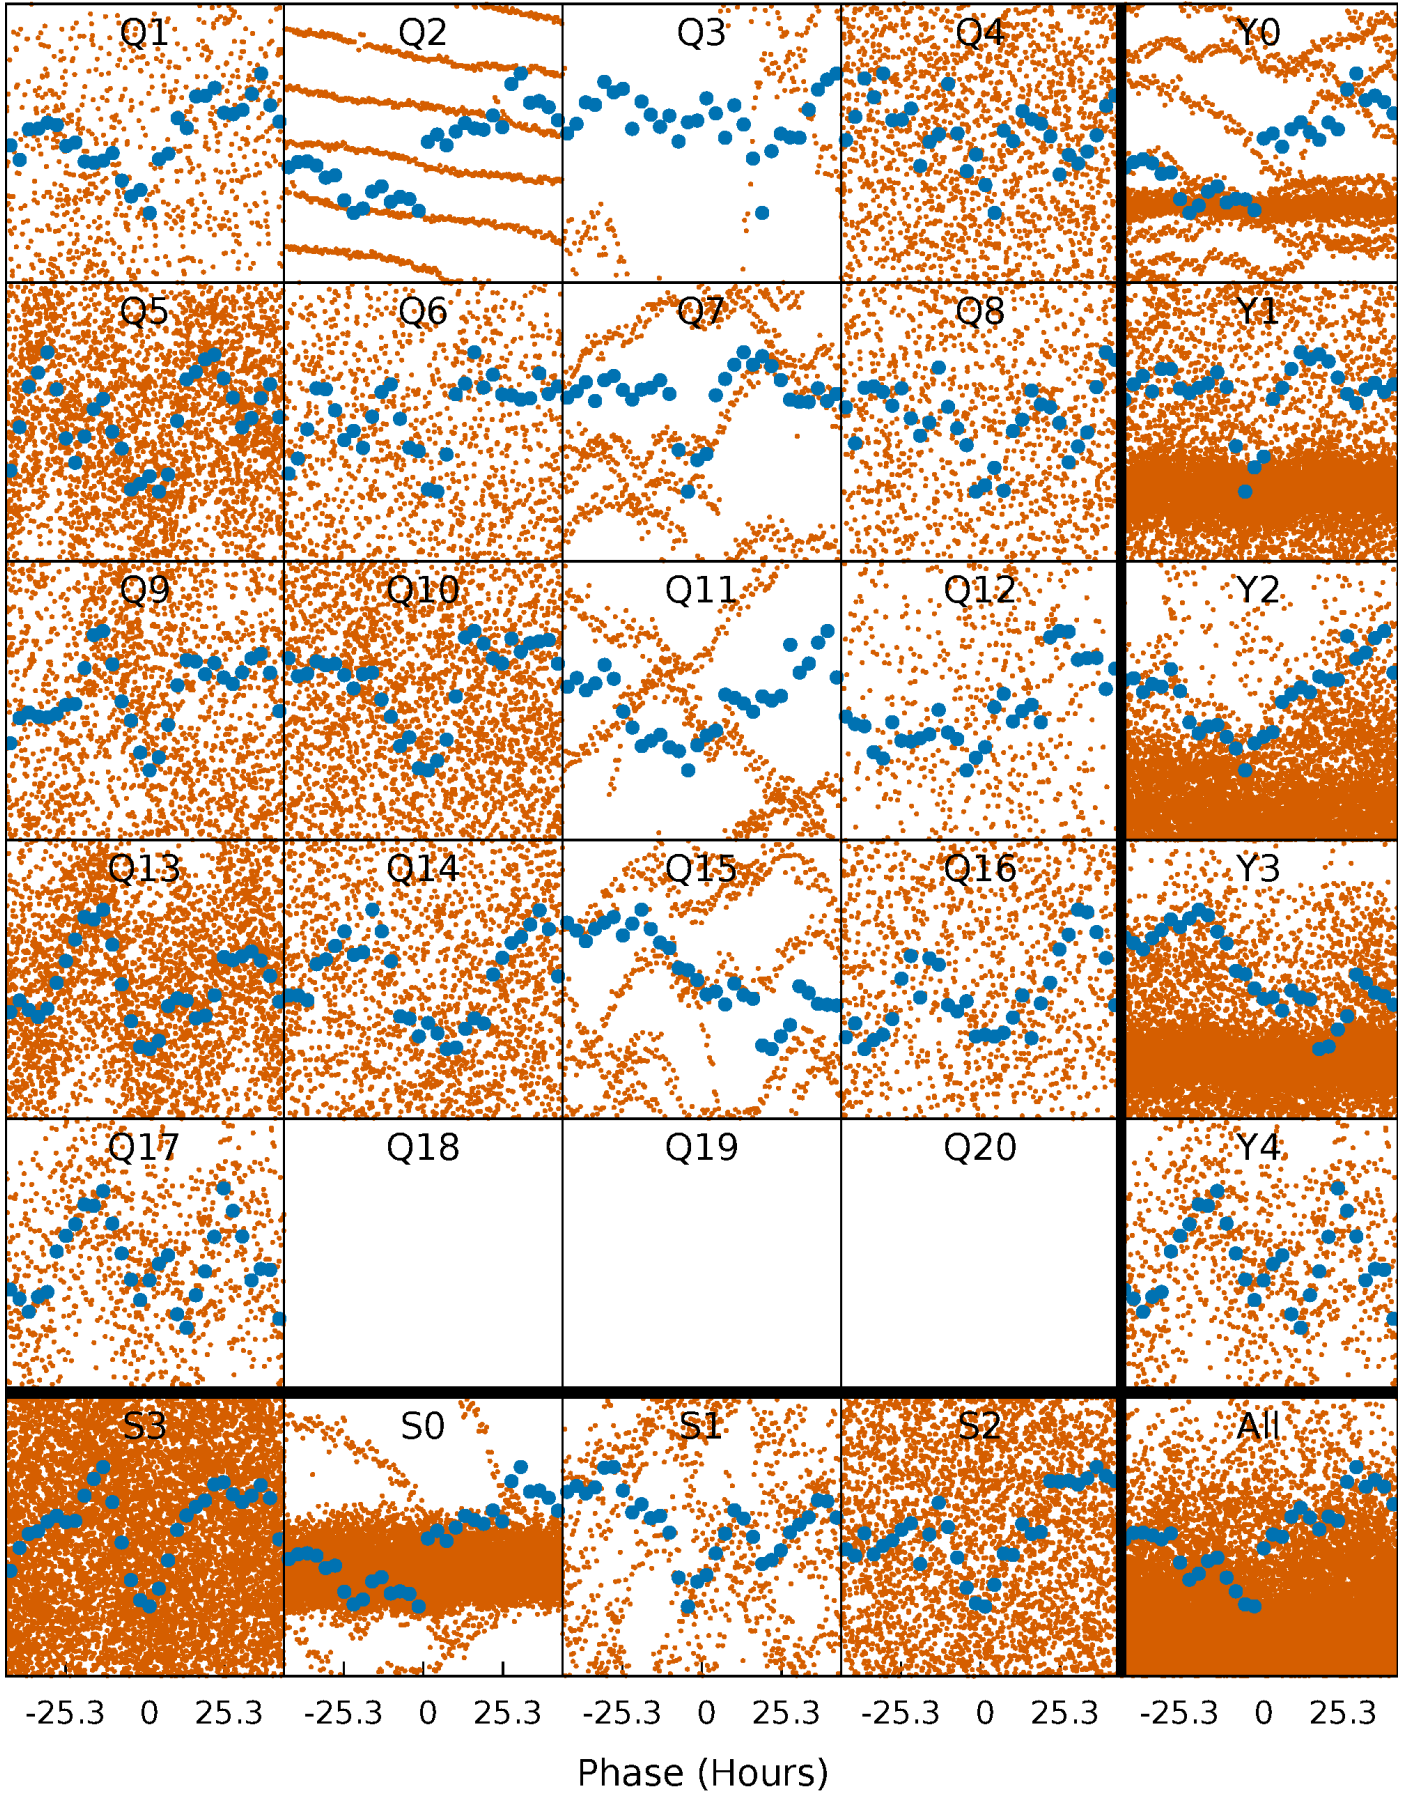 Q1 Q2 Q3 Q4 Y0
Q5 Q6 Q7 Q8 Y1
Q9 Q10 Q11 Q12 Y2
Q13 Q14 Q15 Q16 Y3
Q17 Q18 Q19 Q20 Y4
S3 S0 S1 S2 All
-25.3 0 25.3 -25.3 0 25.3 -25.3 0 25.3 -25.3 0 25.3 -25.3 0 25.3
Phase (Hours)